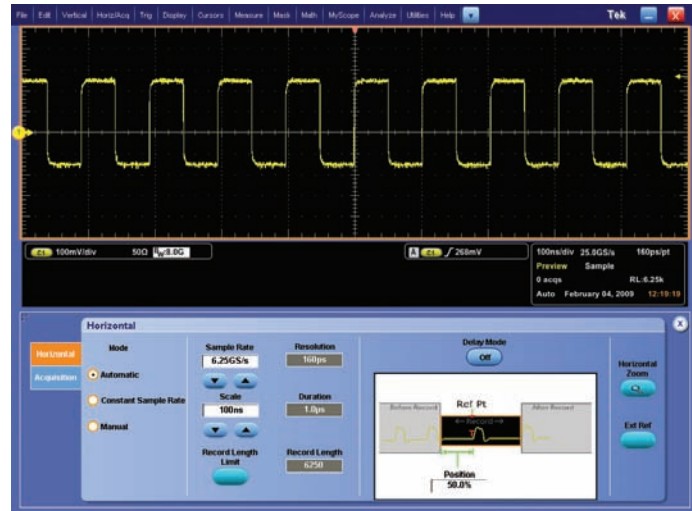 File Edit Vertical Horiz/Acq Trig Display Cursors Measure Mask Math MyScope Analyze Utilities Help Tek X
1
C1 100mV/div 50Ω BW:8.0G
A C1 268mV
100ns/div 25.0GS/s 160ps/pt
Preview Sample
0 acqs RL:6.25k
Auto February 04, 2009 12:19:19
Horizontal X
Horizontal
Acquisition
Mode
Automatic
Constant Sample Rate
Manual
Sample Rate
6.25GS/s
Scale
100ns
Record Length
Limit
Resolution
160ps
Duration
1.0µs
Record Length
6250
Delay Mode
Off
Before Record
Ref Pt
After Record
Record
Position
50.0%
Horizontal
Zoom
Ext Ref